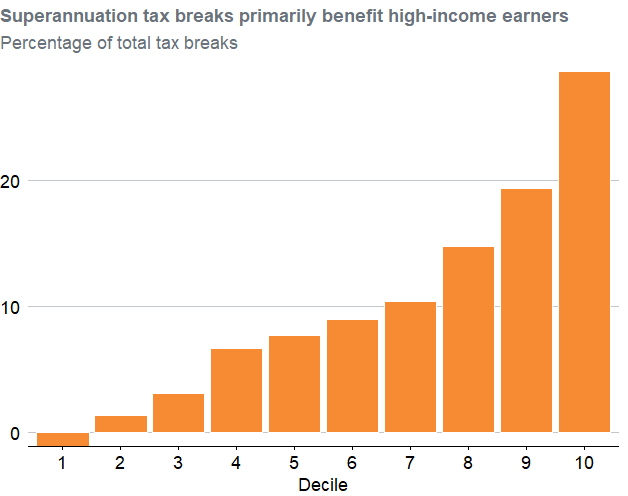 Superannuation tax breaks primarily benefit high-income earners
Percentage of total tax breaks
20
10
0
1 2 3 4 5 6 7 8 9 10
Decile